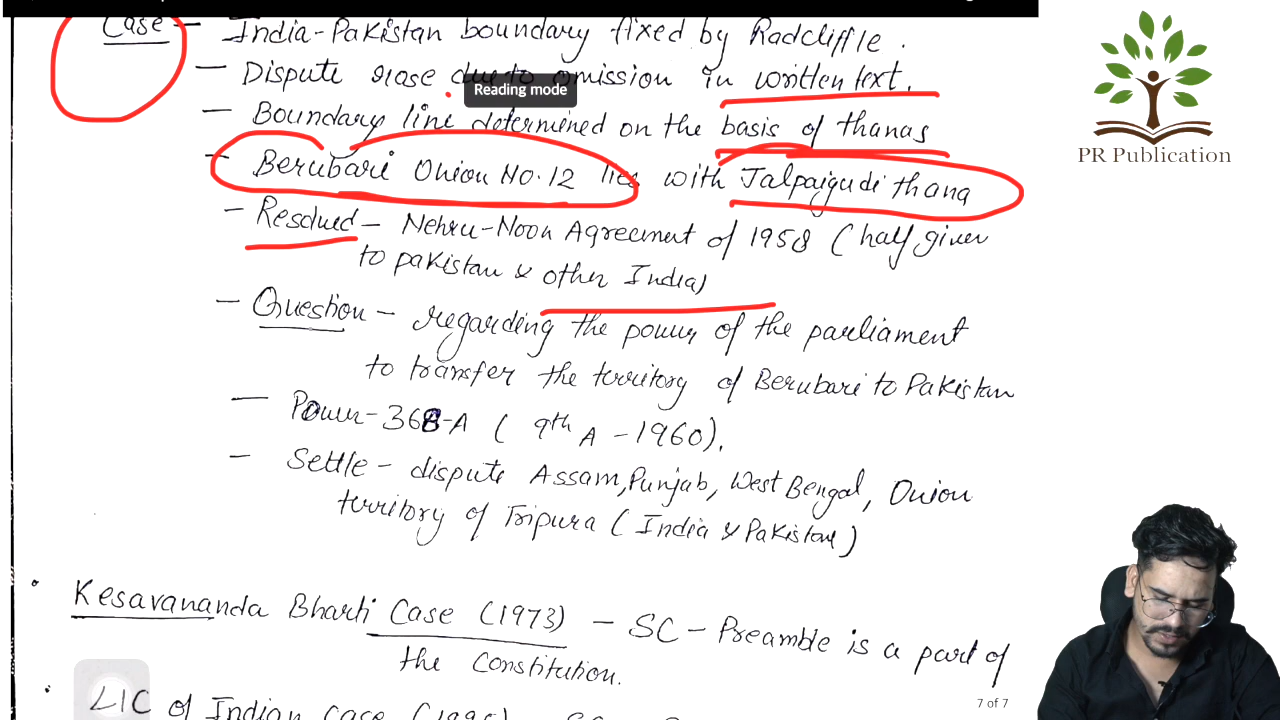 Case – India-Pakistan boundary fixed by Radcliffle.
– Dispute rase due to omission in written text.
Reading mode
– Boundary line determined on the basis of thanas
– Berubari Union No. 12 lies with Jalpaigudi thana
– Resolued – Nehru-Noon Agreement of 1958 (half given
to pakistan & other India)
– Question – regarding the power of the parliament
to transfer the territory of Berubari to Pakistan
– Power-368-A ( 9th A -1960).
– Settle – dispute Assam, Punjab, West Bengal, Union
territory of Tripura ( India & Pakistan)
• Kesavananda Bharti Case (1973) – SC – Preamble is a part of
the Constitution.
• LIC of Indian Case
7 of 7
PR Publication